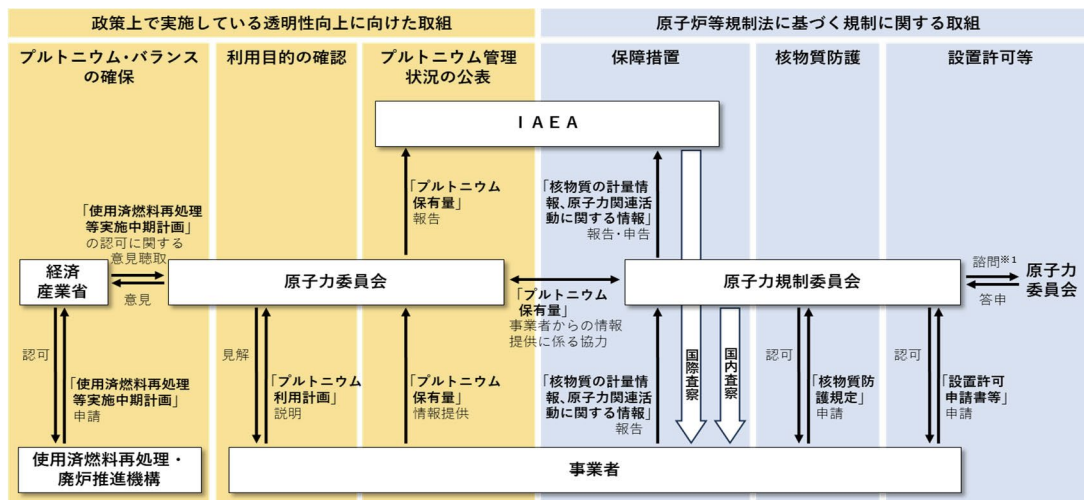 政策上で実施している透明性向上に向けた取組
原子炉等規制法に基づく規制に関する取組
プルトニウム・バランス
の確保
利用目的の確認
プルトニウム管理
状況の公表
保障措置
核物質防護
設置許可等
ＩＡＥＡ
「使用済燃料再処理
等実施中期計画」
の認可に関する
意見聴取
「プルトニウム
保有量」
報告
「核物質の計量情
報、原子力関連活
動に関する情報」
報告・申告
経済
産業省
意見
原子力委員会
「プルトニウム
保有量」
事業者からの情報
提供に係る協力
原子力規制委員会
諮問※1
答申
原子力
委員会
認可
「使用済燃料再処理
等実施中期計画」
申請
見解
「プルトニウム
利用計画」
説明
「プルトニウム
保有量」
情報提供
「核物質の計量情
報、原子力関連活
動に関する情報」
報告
国際査察
国内査察
認可
「核物質防
護規定」
申請
認可
「設置許可
申請書等」
申請
使用済燃料再処理・
廃炉推進機構
事業者